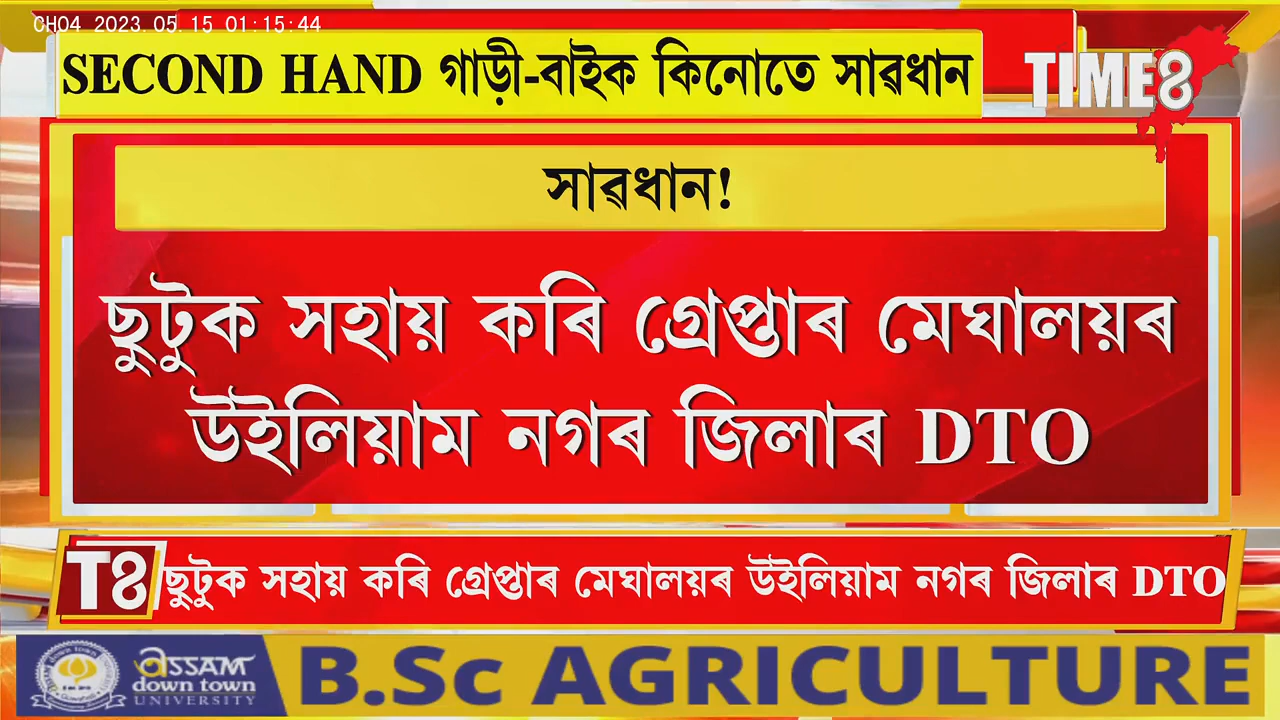 CH04 2023.05.15 01:15:44
SECOND HAND গাড়ী-বাইক কিনোতে সাৱধান
TIME8
সাৱধান!
ছুটুক সহায় কৰি গ্ৰেপ্তাৰ মেঘালয়ৰ
উইলিয়াম নগৰ জিলাৰ DTO
T8 ছুটুক সহায় কৰি গ্ৰেপ্তাৰ মেঘালয়ৰ উইলিয়াম নগৰ জিলাৰ DTO
ASSAM
down town
UNIVERSITY
B.Sc AGRICULTURE